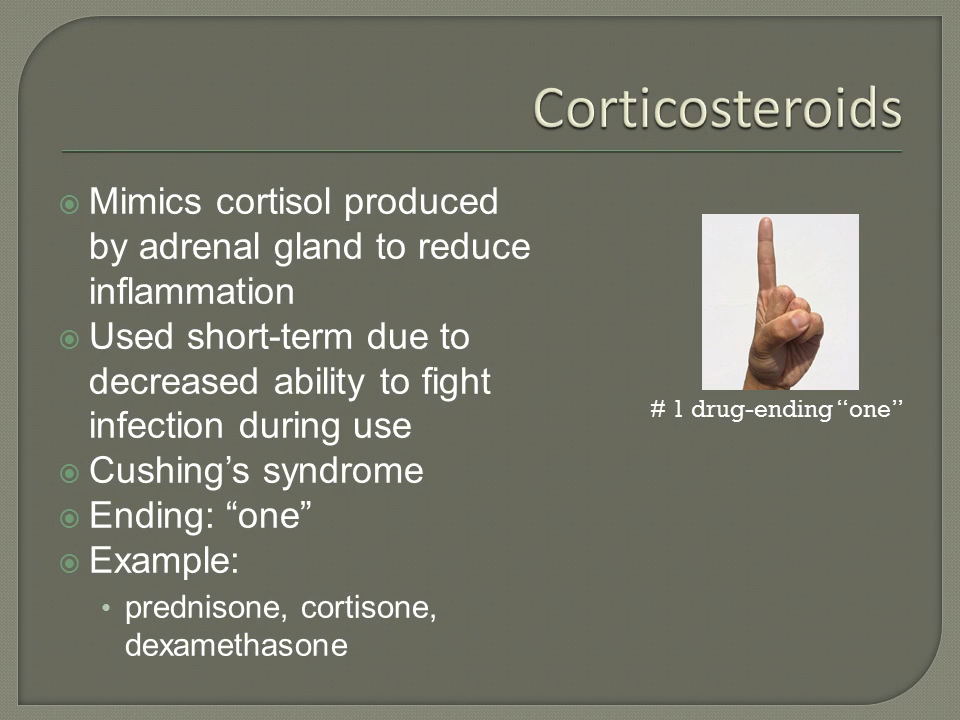 Corticosteroids
Mimics cortisol produced
by adrenal gland to reduce
inflammation
Used short-term due to
decreased ability to fight
infection during use
Cushing’s syndrome
Ending: “one”
Example:
• prednisone, cortisone,
dexamethasone
# 1 drug-ending “one”